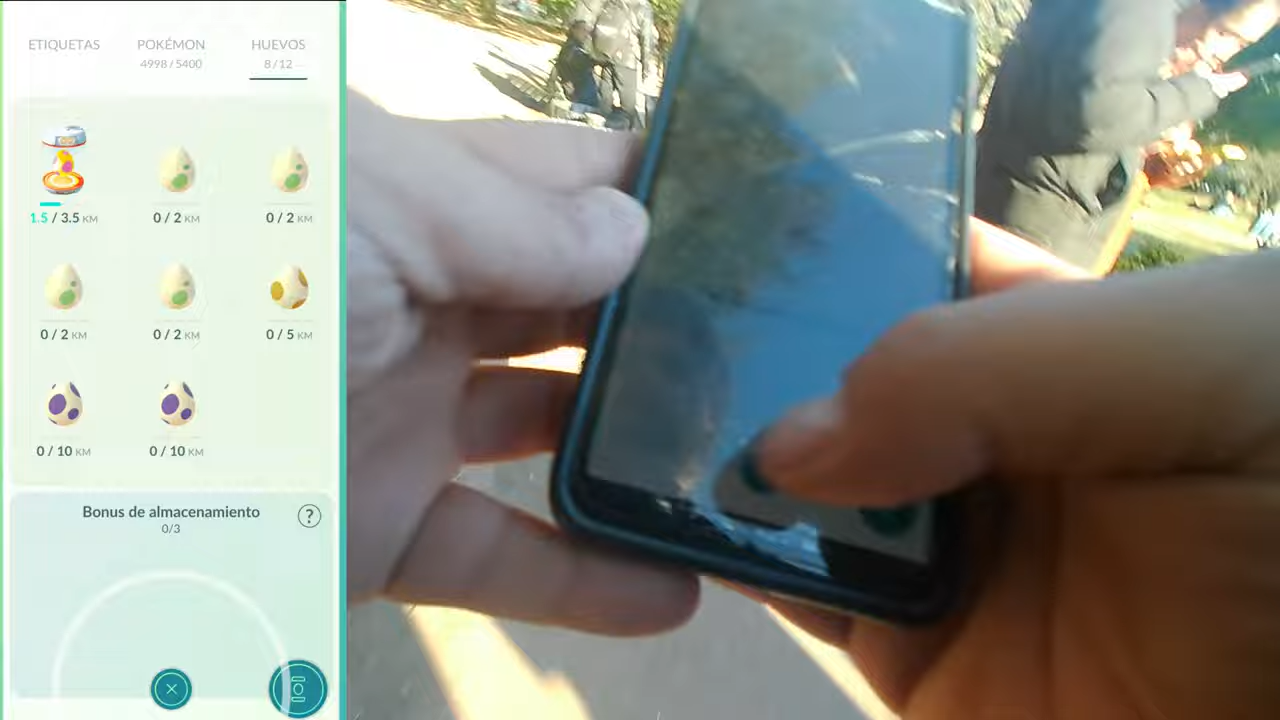 ETIQUETAS POKÉMON HUEVOS
4998 / 5400 8 / 12
1.5 / 3.5 KM 0 / 2 KM 0 / 2 KM
0 / 2 KM 0 / 2 KM 0 / 5 KM
0 / 10 KM 0 / 10 KM
Bonus de almacenamiento ?
0/3